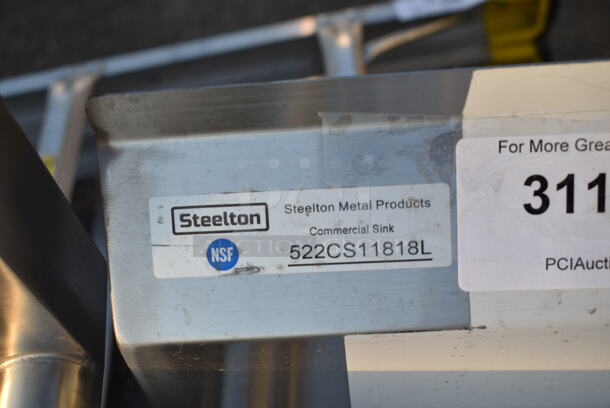 Steelton
Steelton Metal Products
Commercial Sink
NSF
522CS11818L
For More Grea
311
PCIAucti